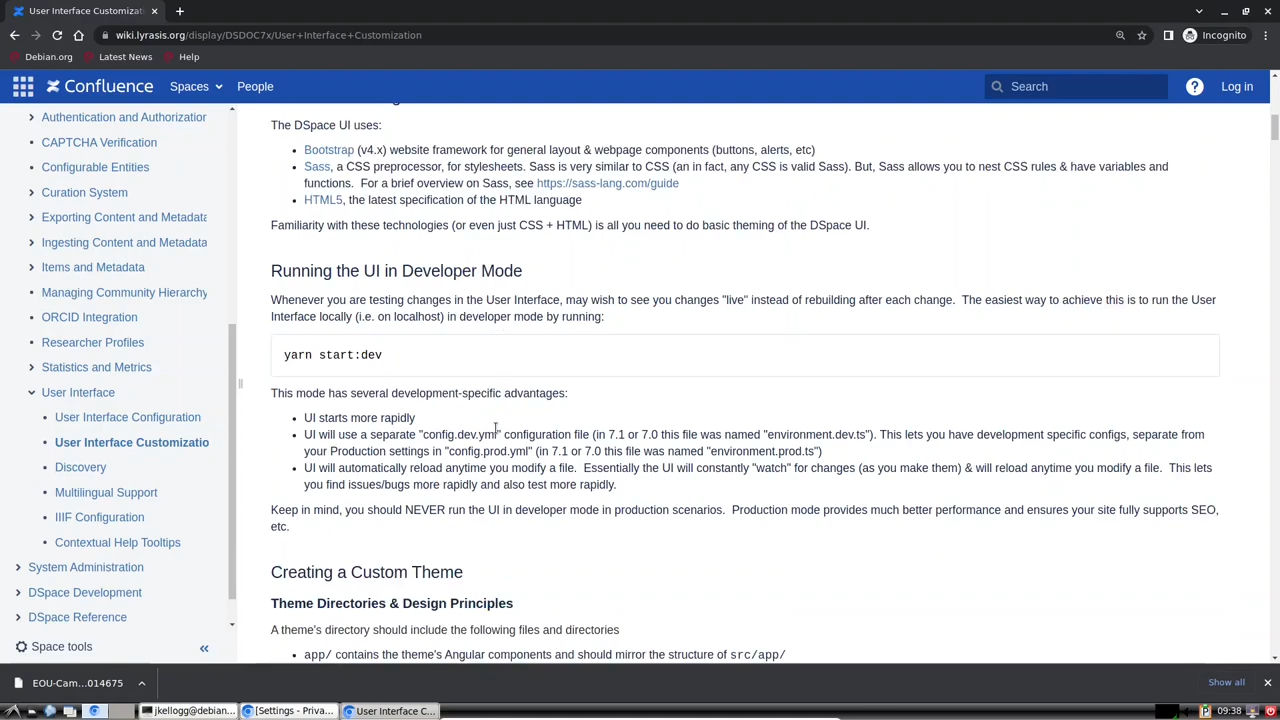 User Interface Customizati
wiki.lyrasis.org/display/DSDOC7x/User+Interface+Customization
Incognito
Debian.org
Latest News
Help
Confluence
Spaces
People
Search
Log in
Authentication and Authorization
CAPTCHA Verification
Configurable Entities
Curation System
Exporting Content and Metadata
Ingesting Content and Metadata
Items and Metadata
Managing Community Hierarchy
ORCID Integration
Researcher Profiles
Statistics and Metrics
User Interface
User Interface Configuration
User Interface Customizatio
Discovery
Multilingual Support
IIIF Configuration
Contextual Help Tooltips
System Administration
DSpace Development
DSpace Reference
Space tools
The DSpace UI uses:
• Bootstrap (v4.x) website framework for general layout & webpage components (buttons, alerts, etc)
• Sass, a CSS preprocessor, for stylesheets. Sass is very similar to CSS (an in fact, any CSS is valid Sass). But, Sass allows you to nest CSS rules & have variables and
functions. For a brief overview on Sass, see https://sass-lang.com/guide
• HTML5, the latest specification of the HTML language
Familiarity with these technologies (or even just CSS + HTML) is all you need to do basic theming of the DSpace UI.
Running the UI in Developer Mode
Whenever you are testing changes in the User Interface, may wish to see you changes "live" instead of rebuilding after each change. The easiest way to achieve this is to run the User
Interface locally (i.e. on localhost) in developer mode by running:
yarn start:dev
This mode has several development-specific advantages:
• UI starts more rapidly
• UI will use a separate "config.dev.yml" configuration file (in 7.1 or 7.0 this file was named "environment.dev.ts"). This lets you have development specific configs, separate from
your Production settings in "config.prod.yml" (in 7.1 or 7.0 this file was named "environment.prod.ts")
• UI will automatically reload anytime you modify a file. Essentially the UI will constantly "watch" for changes (as you make them) & will reload anytime you modify a file. This lets
you find issues/bugs more rapidly and also test more rapidly.
Keep in mind, you should NEVER run the UI in developer mode in production scenarios. Production mode provides much better performance and ensures your site fully supports SEO,
etc.
Creating a Custom Theme
Theme Directories & Design Principles
A theme's directory should include the following files and directories
• app/ contains the theme's Angular components and should mirror the structure of src/app/
EOU-Cam...014675
Show all
jkellogg@debian...
[Settings - Priva...
User Interface C...
09:38